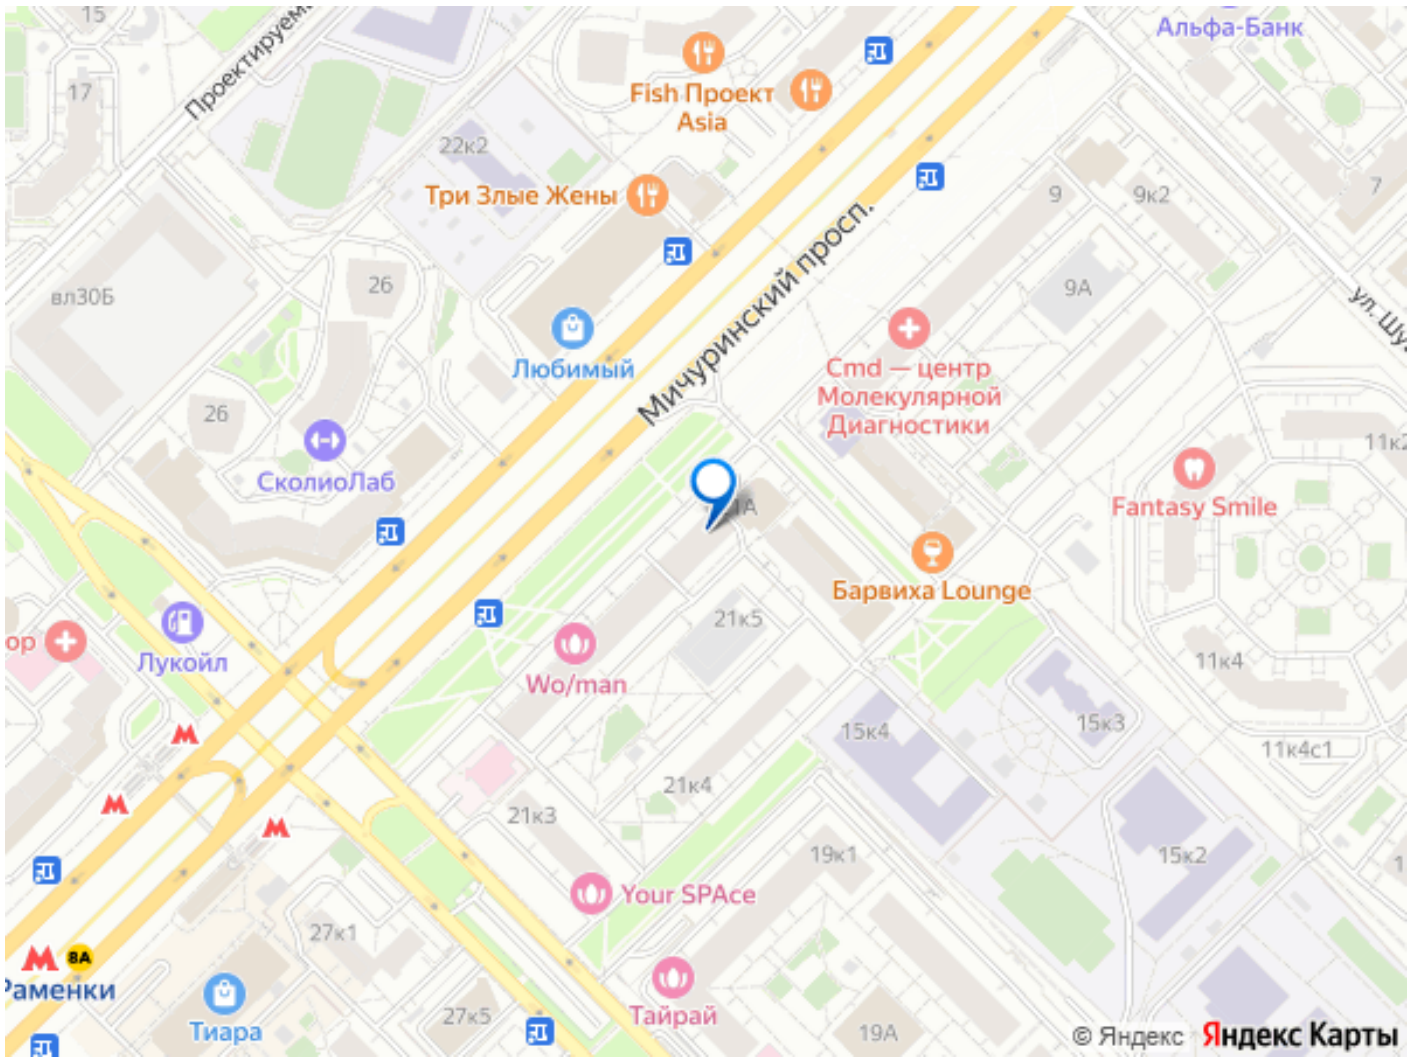 15
Проектируем
Альфа-Банк
17
Fish Проект
Asia
22к2
Три Злые Жены
7
9
9к2
26
9А
вл30Б
ул. Шу
Мичуринский просп.
Любимый
Cmd — центр
Молекулярной
Диагностики
26
11к2
СколиоЛаб
Fantasy Smile
1А
Барвиха Lounge
21к5
ор
Лукойл
Wo/man
11к4
15к4
15к3
11к4с1
21к4
21к3
19к1
15к2
1
Your SPAce
27к1
8А
Раменки
Тиара
27к5
Тайрай
19А
© Яндекс Яндекс Карты